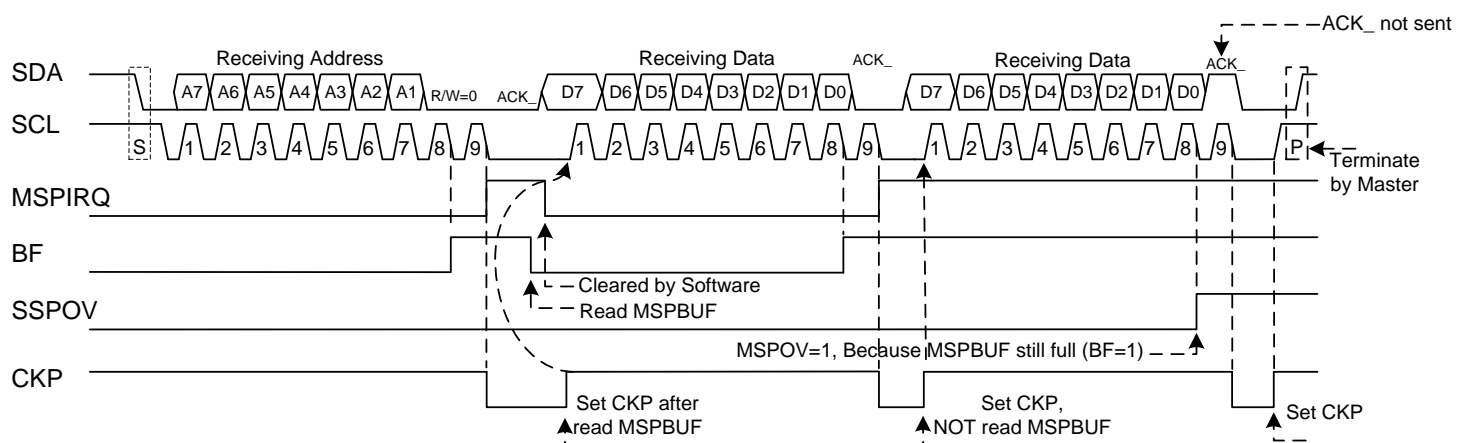 ACK_ not sent
Receiving Address
Receiving Data
ACK_
Receiving Data
ACK_
SDA
A7 A6 A5 A4 A3 A2 A1 R/W=0 ACK_ D7 D6 D5 D4 D3 D2 D1 D0 D7 D6 D5 D4 D3 D2 D1 D0
SCL
S 1 2 3 4 5 6 7 8 9 1 2 3 4 5 6 7 8 9 1 2 3 4 5 6 7 8 9 P
Terminate
by Master
MSPIRQ
BF
Cleared by Software
Read MSPBUF
SSPOV
MSPOV=1, Because MSPBUF still full (BF=1)
CKP
Set CKP after
read MSPBUF
Set CKP,
NOT read MSPBUF
Set CKP